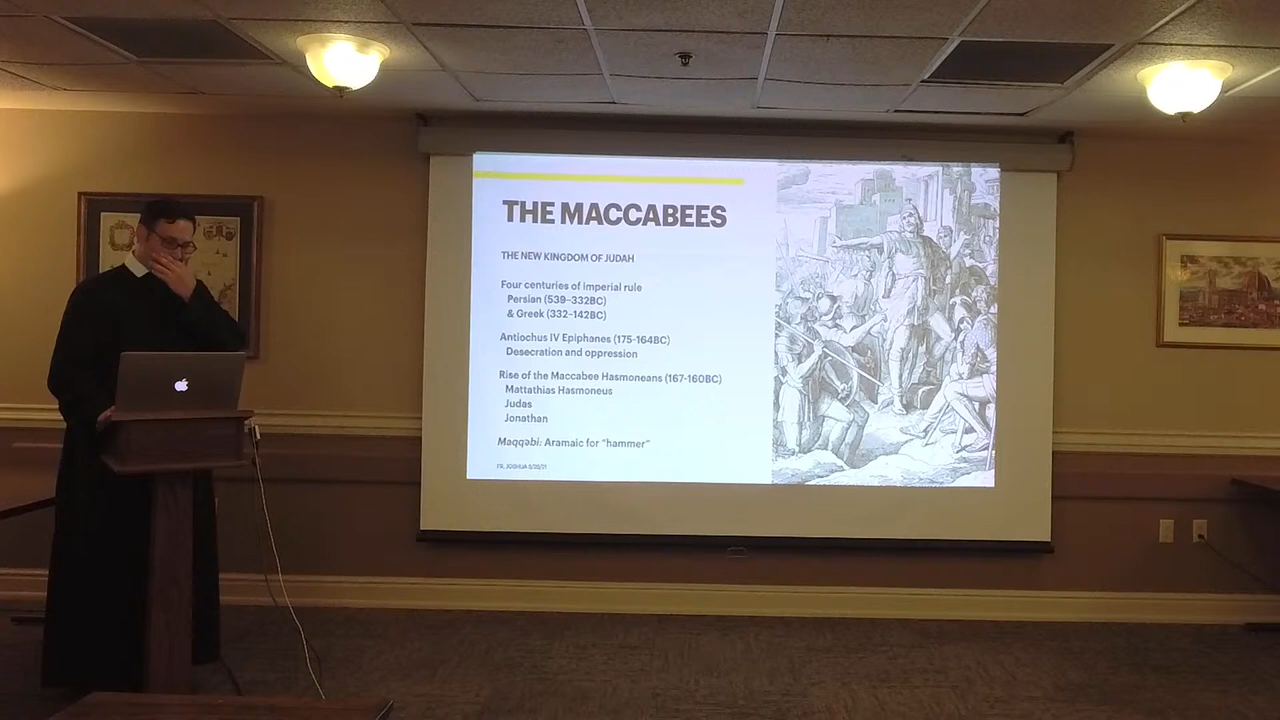 THE MACCABEES
THE NEW KINGDOM OF JUDAH
Four centuries of imperial rule
Persian (539–332BC)
& Greek (332–142BC)
Antiochus IV Epiphanes (175-164BC)
Desecration and oppression
Rise of the Maccabee Hasmoneans (167-160BC)
Mattathias Hasmoneus
Judas
Jonathan
Maqqəbi: Aramaic for "hammer"